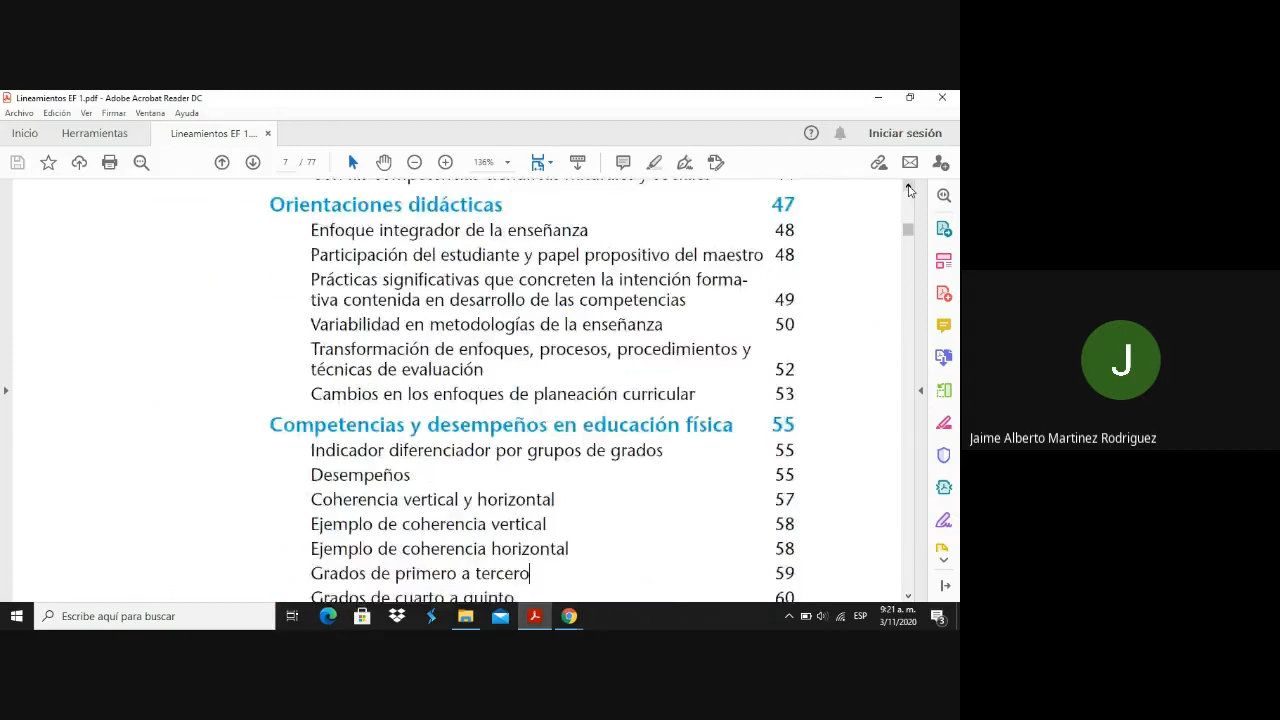 Lineamientos EF 1.pdf - Adobe Acrobat Reader DC
Archivo Edición Ver Firmar Ventana Ayuda
Inicio Herramientas Lineamientos EF 1.... × Iniciar sesión
7 / 77 136%
Orientaciones didácticas 47
Enfoque integrador de la enseñanza 48
Participación del estudiante y papel propositivo del maestro 48
Prácticas significativas que concreten la intención forma-
tiva contenida en desarrollo de las competencias 49
Variabilidad en metodologías de la enseñanza 50
Transformación de enfoques, procesos, procedimientos y
técnicas de evaluación 52
Cambios en los enfoques de planeación curricular 53
Competencias y desempeños en educación física 55
Indicador diferenciador por grupos de grados 55
Desempeños 55
Coherencia vertical y horizontal 57
Ejemplo de coherencia vertical 58
Ejemplo de coherencia horizontal 58
Grados de primero a tercero 59
Grados de cuarto a quinto 60
J
Jaime Alberto Martinez Rodriguez
Escribe aquí para buscar
ESP
9:21 a. m.
3/11/2020
3